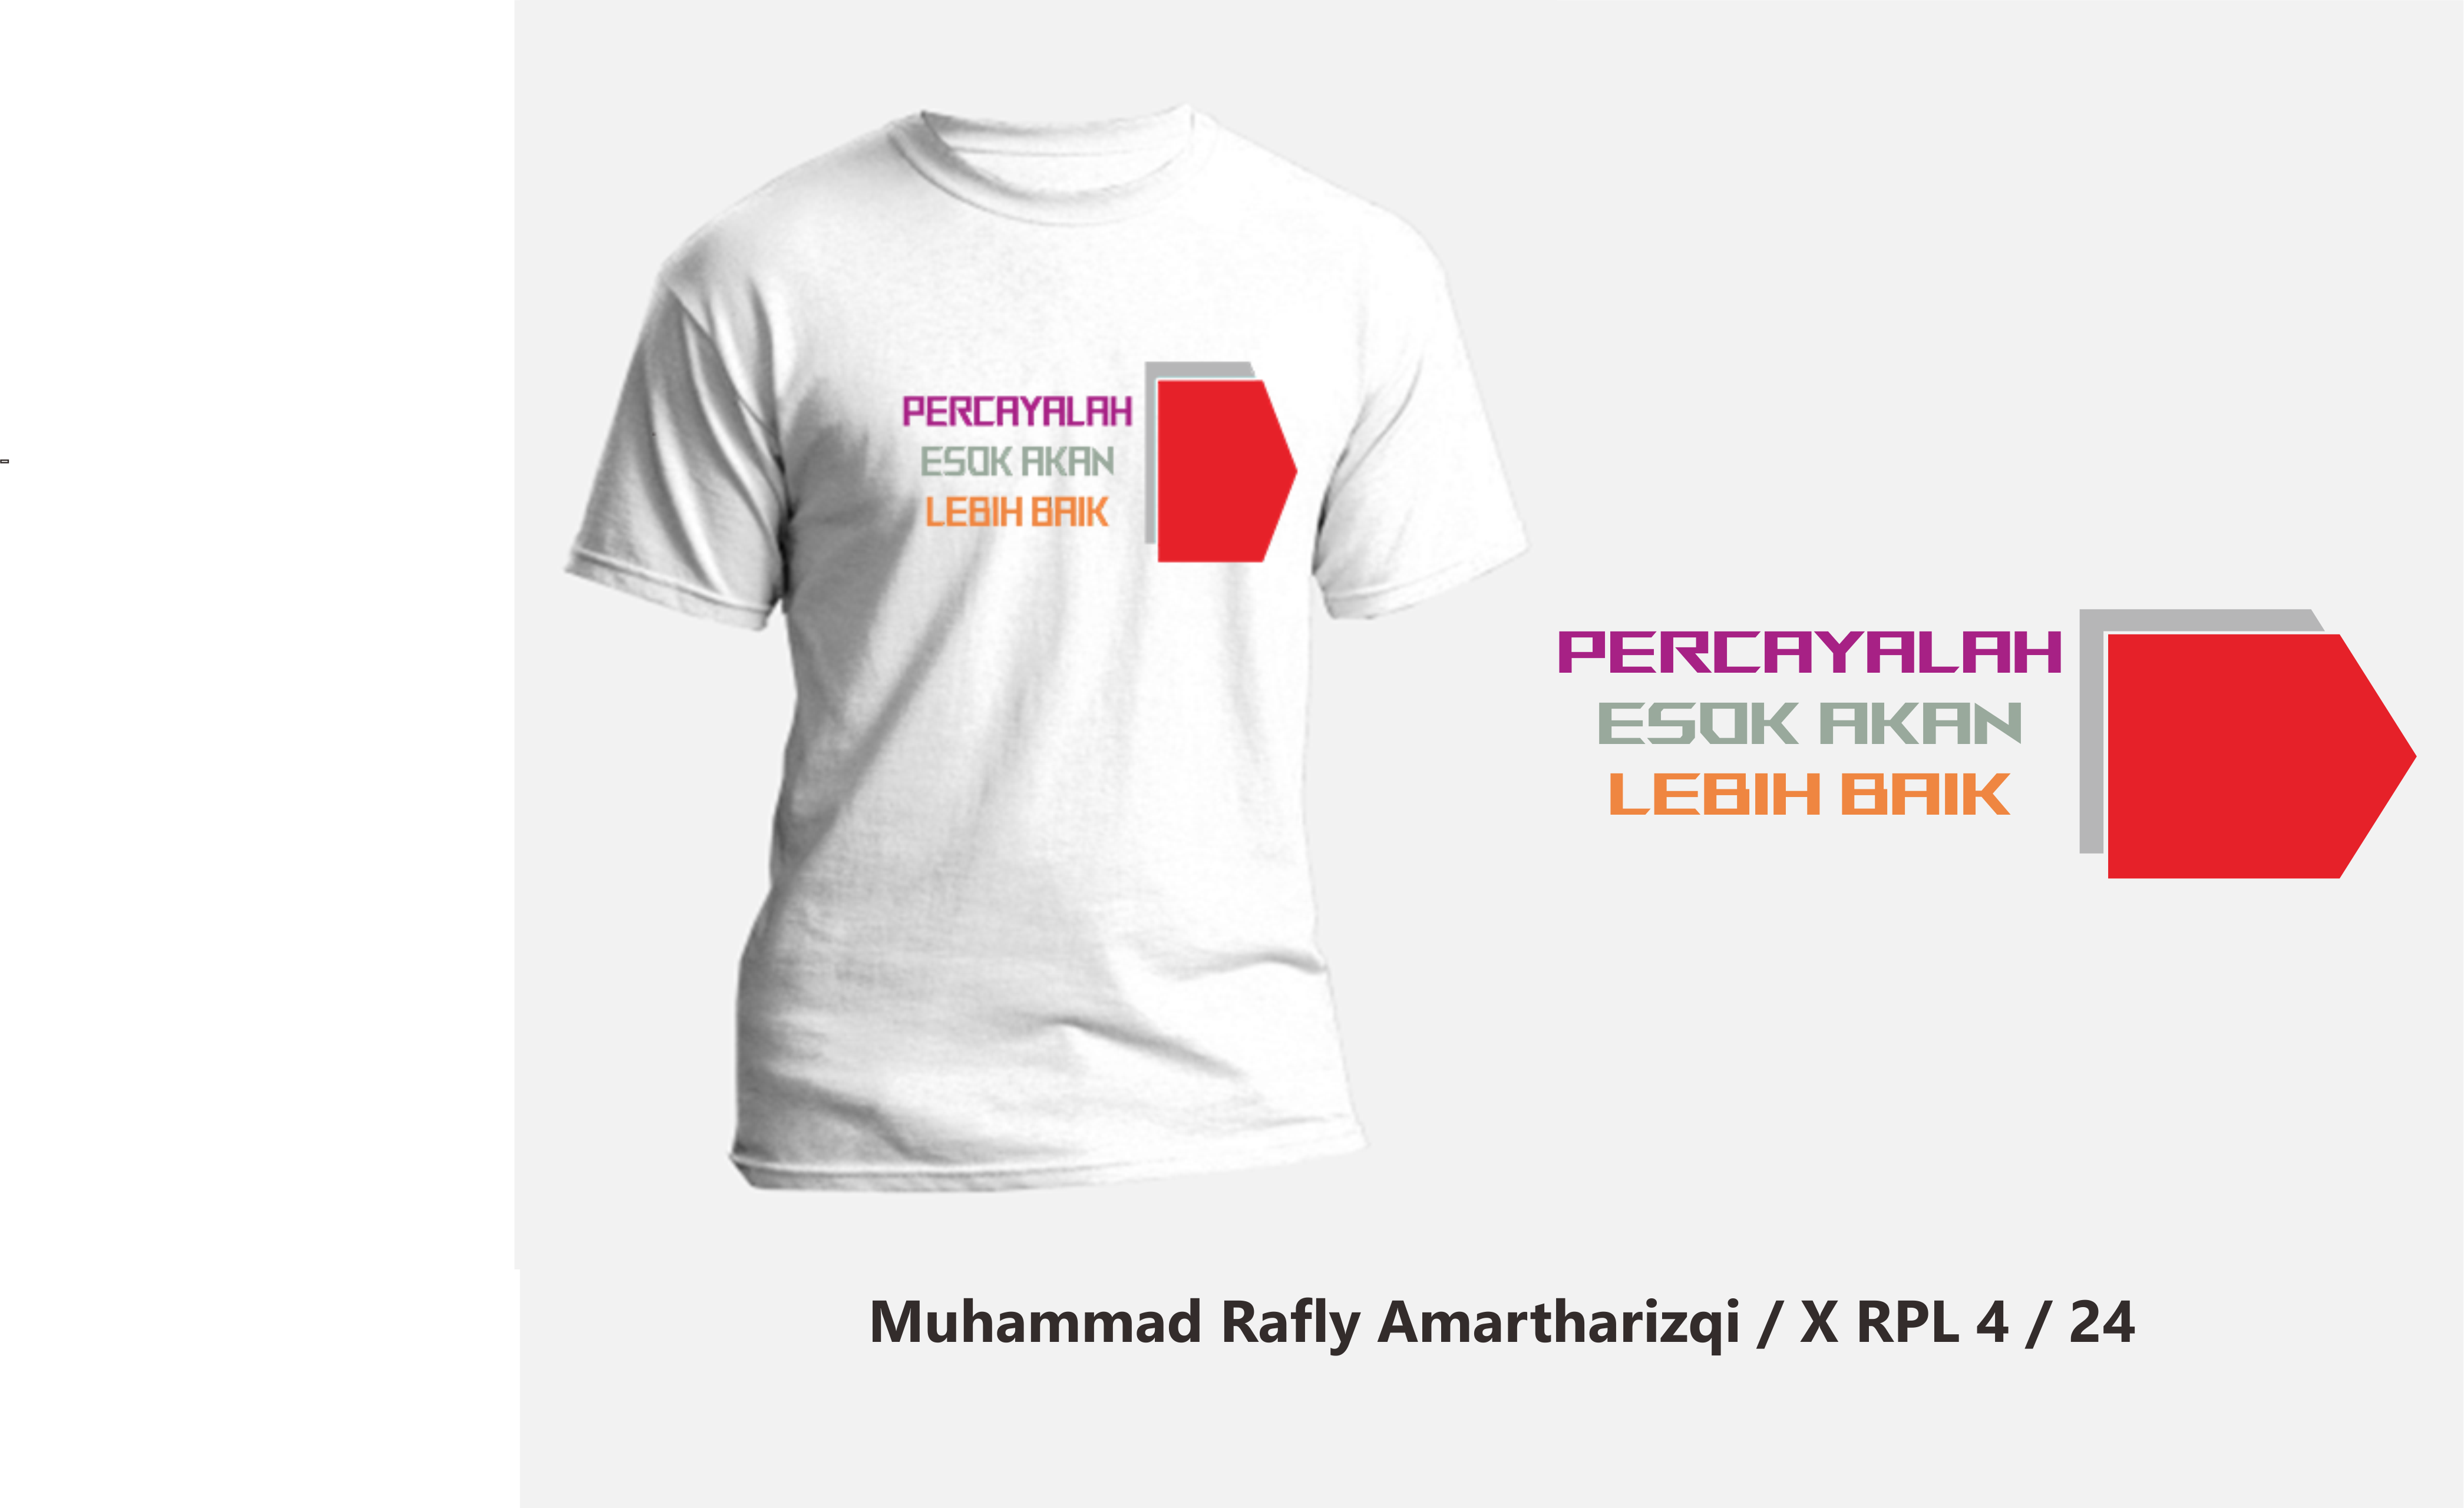 PERCAYALAH
ESOK AKAN
LEBIH BAIK
PERCAYALAH
ESOK AKAN
LEBIH BAIK
Muhammad Rafly Amartharizqi / X RPL 4 / 24